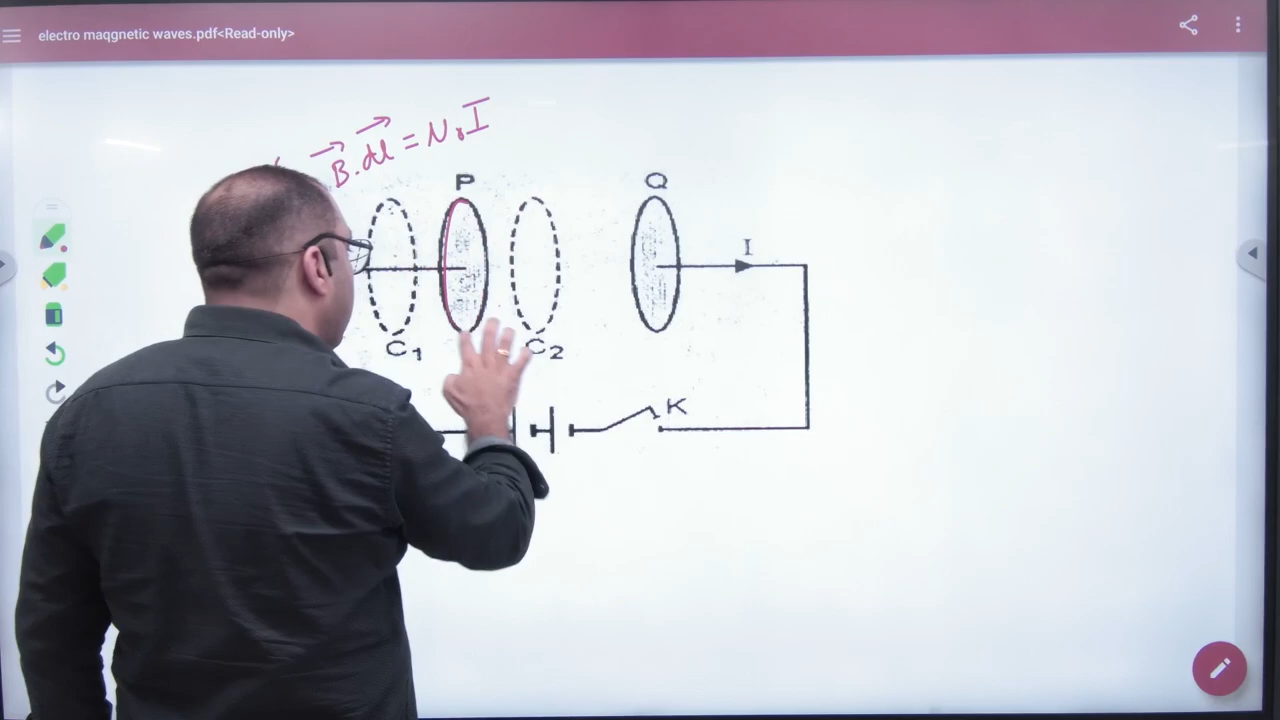 electro maqgnetic waves.pdf<Read-only>
B. dl = N₀I
P
Q
I
C₁
C₂
K